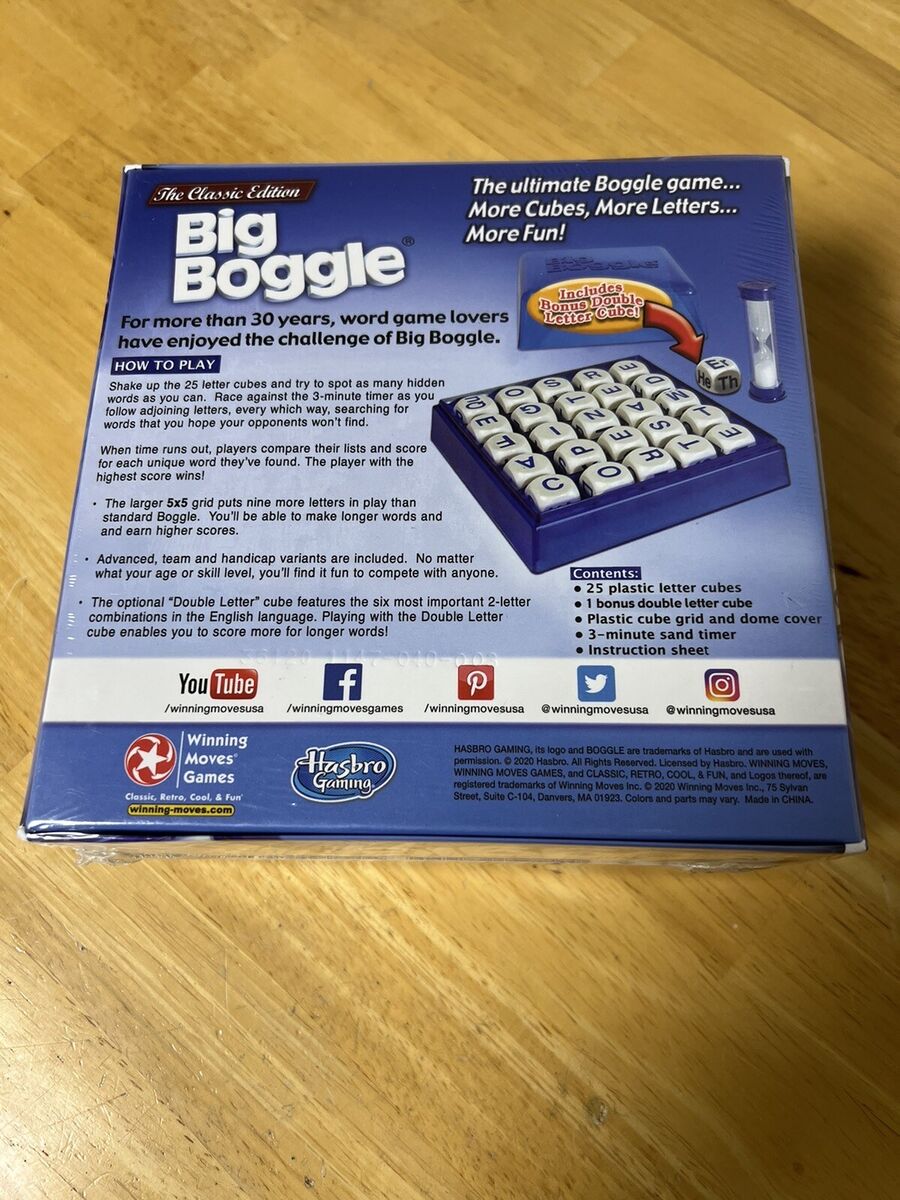 The Classic Edition
Big
Boggle®
The ultimate Boggle game...
More Cubes, More Letters...
More Fun!
For more than 30 years, word game lovers
have enjoyed the challenge of Big Boggle.
Includes
Bonus Double
Letter Cube!
Er
He Th
HOW TO PLAY
Shake up the 25 letter cubes and try to spot as many hidden
words as you can. Race against the 3-minute timer as you
follow adjoining letters, every which way, searching for
words that you hope your opponents won't find.
When time runs out, players compare their lists and score
for each unique word they've found. The player with the
highest score wins!
• The larger 5x5 grid puts nine more letters in play than
standard Boggle. You'll be able to make longer words and
and earn higher scores.
• Advanced, team and handicap variants are included. No matter
what your age or skill level, you'll find it fun to compete with anyone.
• The optional "Double Letter" cube features the six most important 2-letter
combinations in the English language. Playing with the Double Letter
cube enables you to score more for longer words!
Qu O S R E
L G T E D
E I N A M
A P E S T
C O R T E
Contents:
• 25 plastic letter cubes
• 1 bonus double letter cube
• Plastic cube grid and dome cover
• 3-minute sand timer
• Instruction sheet
YouTube
/winningmovesusa
/winningmovesgames
/winningmovesusa
@winningmovesusa
@winningmovesusa
Winning
Moves®
Games
Classic, Retro, Cool, & Fun®
winning-moves.com
Hasbro
Gaming
HASBRO GAMING, its logo and BOGGLE are trademarks of Hasbro and are used with
permission. © 2020 Hasbro. All Rights Reserved. Licensed by Hasbro. WINNING MOVES,
WINNING MOVES GAMES, and CLASSIC, RETRO, COOL, & FUN, and Logos thereof, are
registered trademarks of Winning Moves Inc. © 2020 Winning Moves Inc., 75 Sylvan
Street, Suite C-104, Danvers, MA 01923. Colors and parts may vary. Made in CHINA.